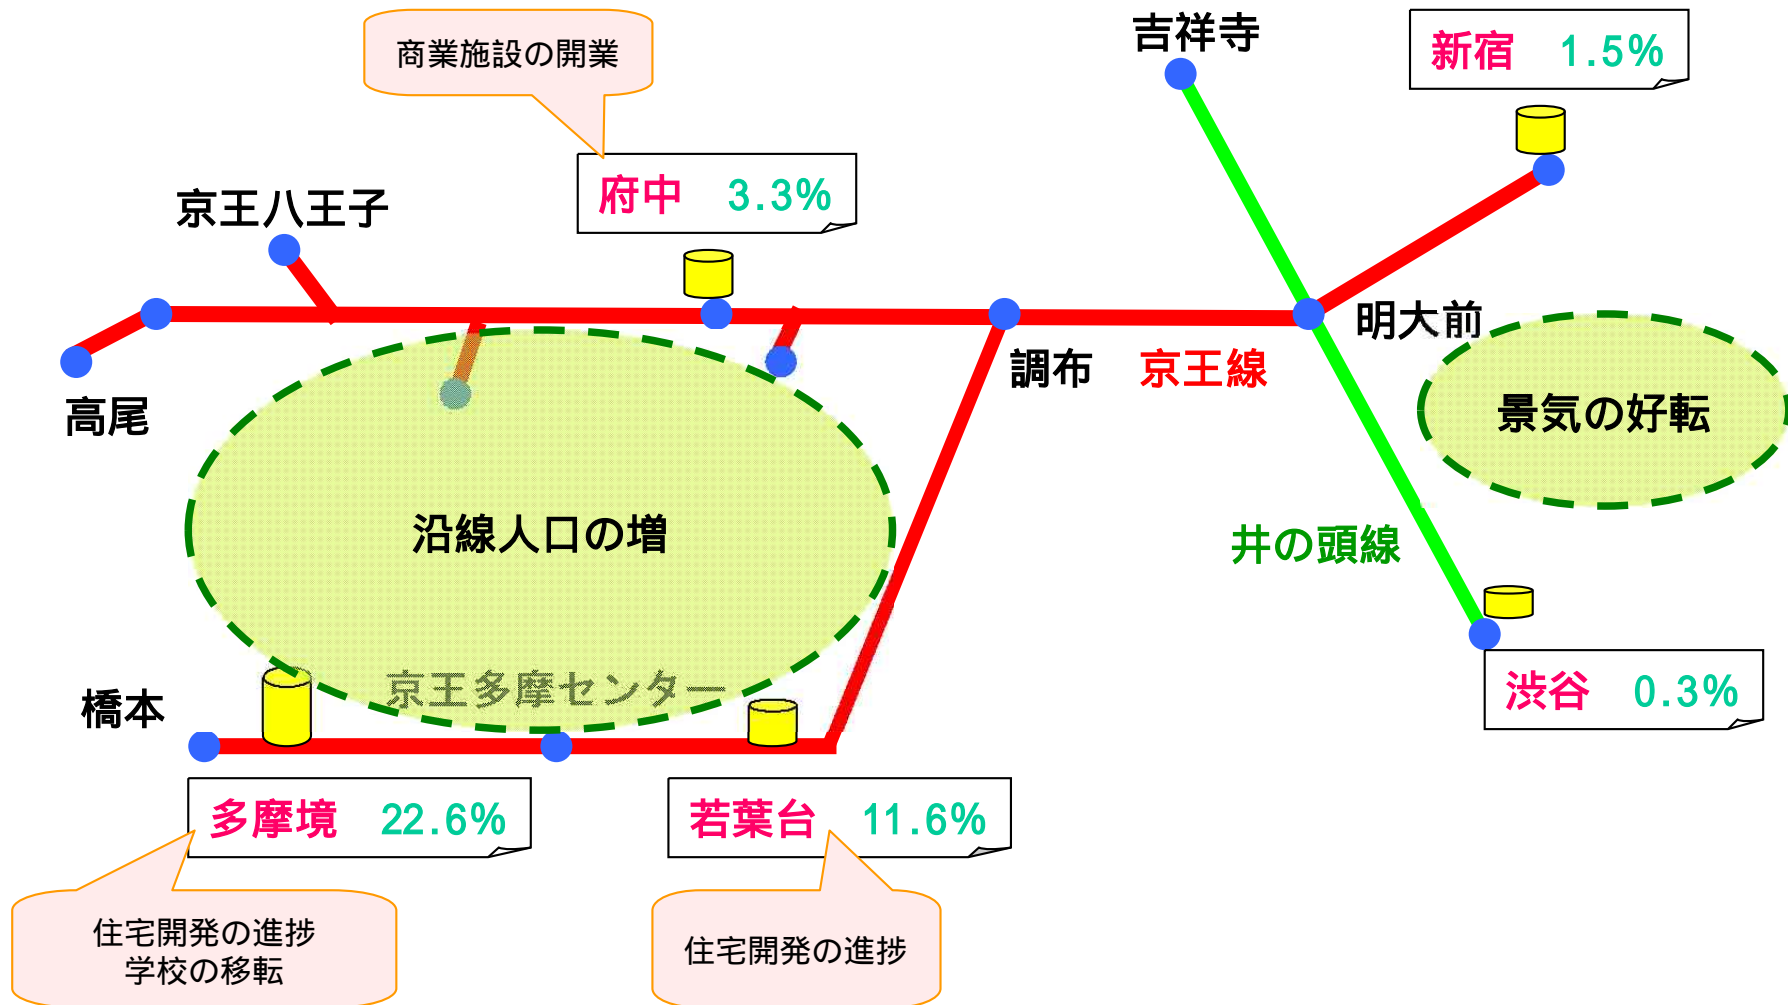 商業施設の開業
吉祥寺
新宿 1.5%
府中 3.3%
京王八王子
明大前
調布
京王線
高尾
景気の好転
沿線人口の増
井の頭線
京王多摩センター
橋本
渋谷 0.3%
多摩境 22.6%
若葉台 11.6%
住宅開発の進捗
学校の移転
住宅開発の進捗